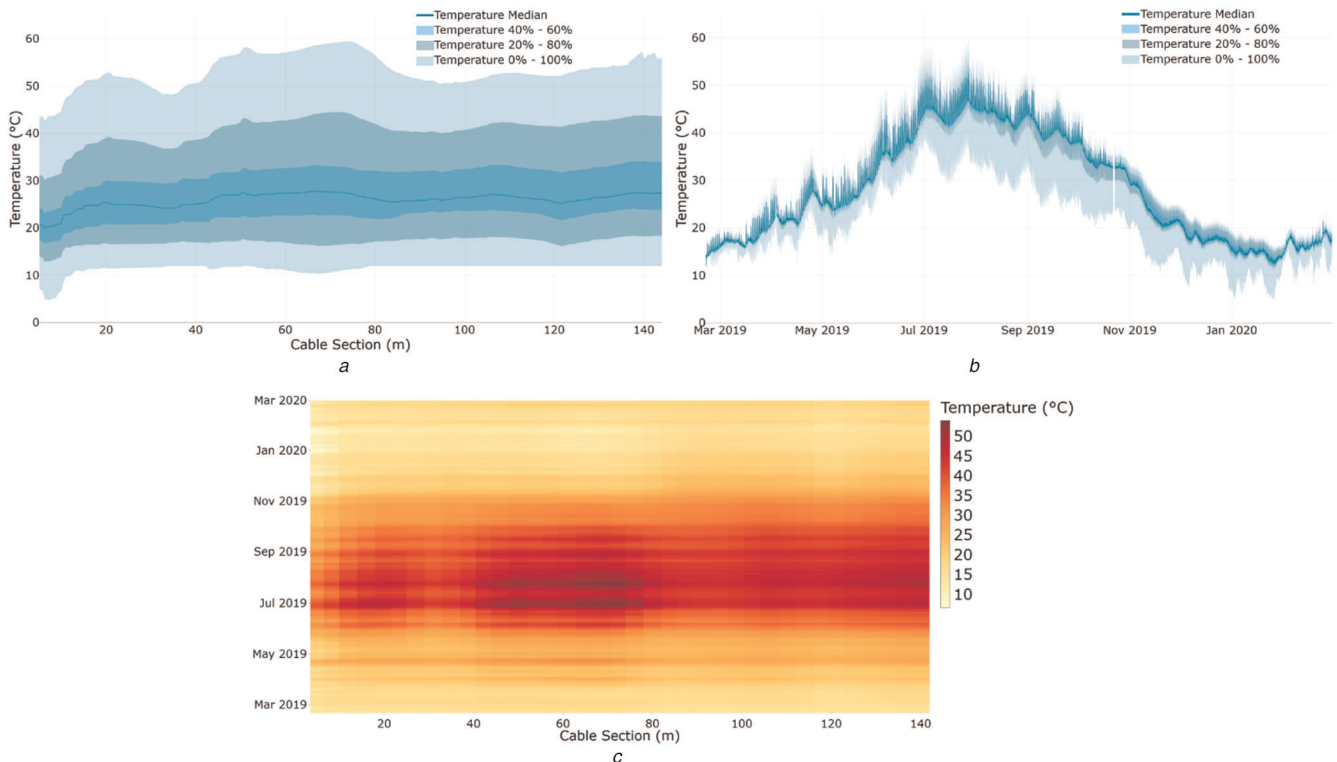 Temperature Median
Temperature 40% - 60%
Temperature 20% - 80%
Temperature 0% - 100%
60
50
40
30
20
10
0
Temperature (°C)
20
40
60
80
100
120
140
Cable Section (m)
a
Temperature Median
Temperature 40% - 60%
Temperature 20% - 80%
Temperature 0% - 100%
60
50
40
30
20
10
0
Temperature (°C)
Mar 2019
May 2019
Jul 2019
Sep 2019
Nov 2019
Jan 2020
b
Mar 2020
Jan 2020
Nov 2019
Sep 2019
Jul 2019
May 2019
Mar 2019
20
40
60
80
100
120
140
Cable Section (m)
Temperature (°C)
50
45
40
35
30
25
20
15
10
c